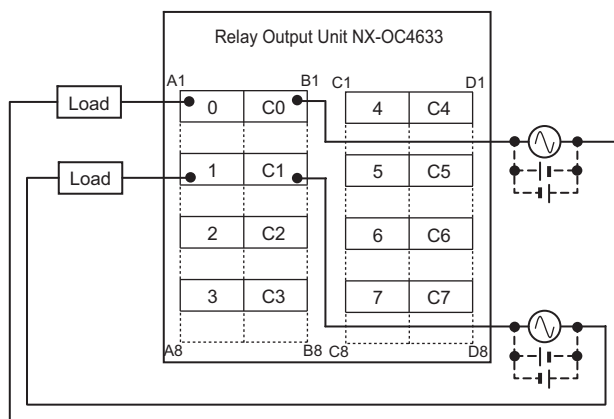 Relay Output Unit NX-OC4633
A1 B1 C1 D1
Load 0 C0 4 C4
Load 1 C1 5 C5
2 C2 6 C6
3 C3 7 C7
A8 B8 C8 D8